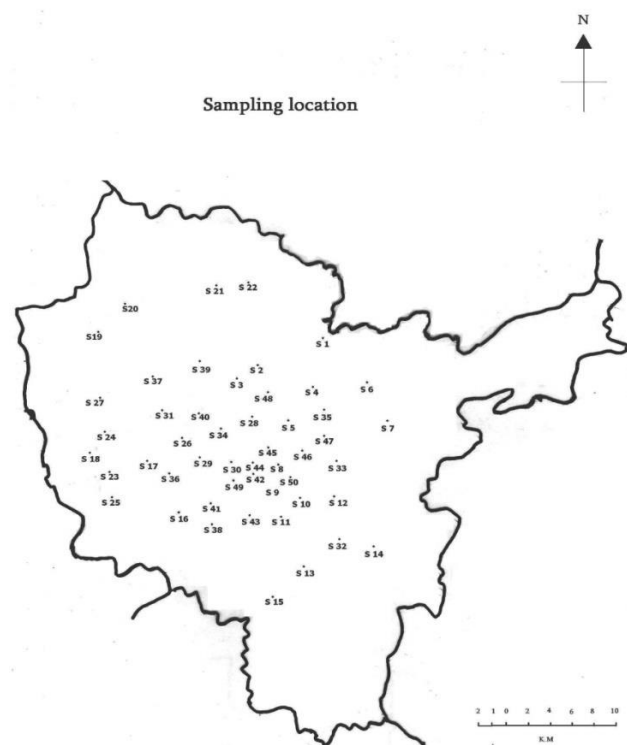 N
Sampling location
S 21
S 22
S20
S19
S 1
S 39
S 2
S 37
S 3
S 6
S 4
S 48
S 27
S 31
S 40
S 35
S 28
S 5
S 7
S 24
S 34
S 26
S 47
S 45
S 46
S 18
S 17
S 29
S 30
S 44
S 8
S 33
S 23
S 36
S 42
S 50
S 49
S 9
S 25
S 41
S 10
S 12
S 16
S 43
S 11
S 38
S 32
S 14
S 13
S 15
2 1 0 2 4 6 8 10
K.M